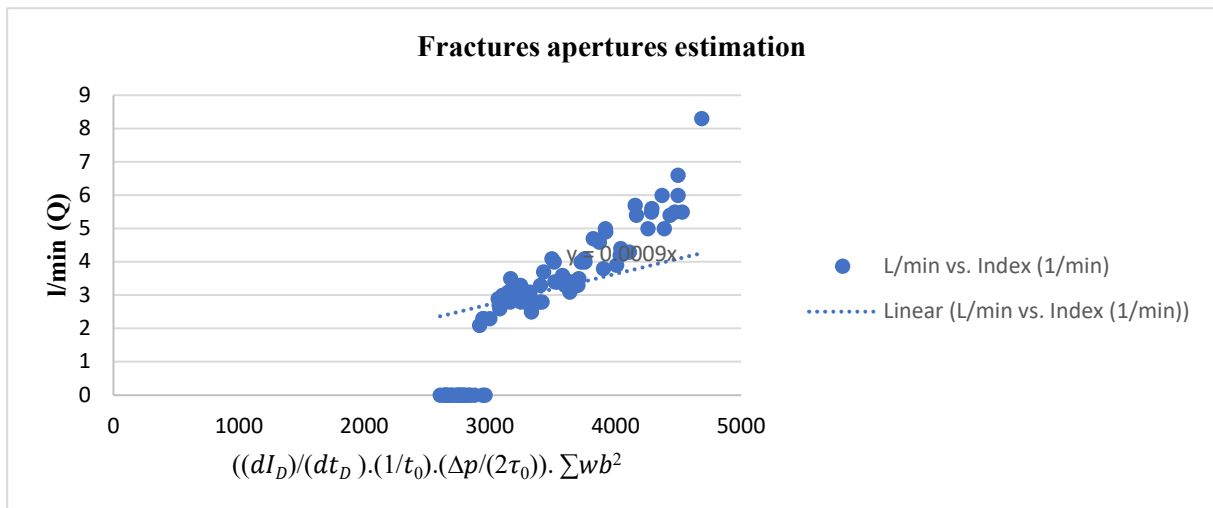 Fractures apertures estimation
9
8
7
6
5
4
3
2
1
0
l/min (Q)
y = 0.0009x
0 1000 2000 3000 4000 5000
((dI_D)/(dt_D ).(1/t_0).(Δp/(2τ_0)). ∑wb²
L/min vs. Index (1/min)
Linear (L/min vs. Index (1/min))